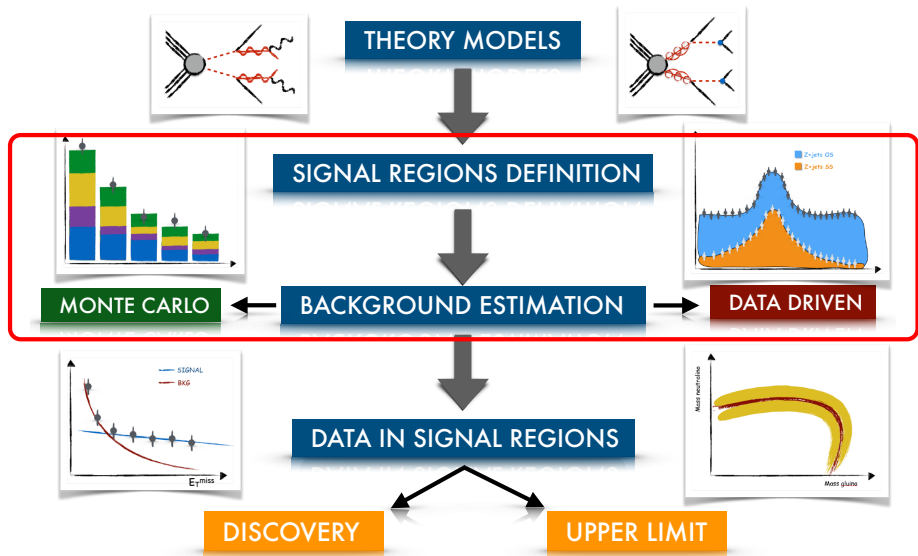 THEORY MODELS
SIGNAL REGIONS DEFINITION
Z+jets OS
Z+jets SS
MONTE CARLO
BACKGROUND ESTIMATION
DATA DRIVEN
SIGNAL
BKG
E_T^miss
DATA IN SIGNAL REGIONS
Mass neutralino
Mass gluino
DISCOVERY
UPPER LIMIT